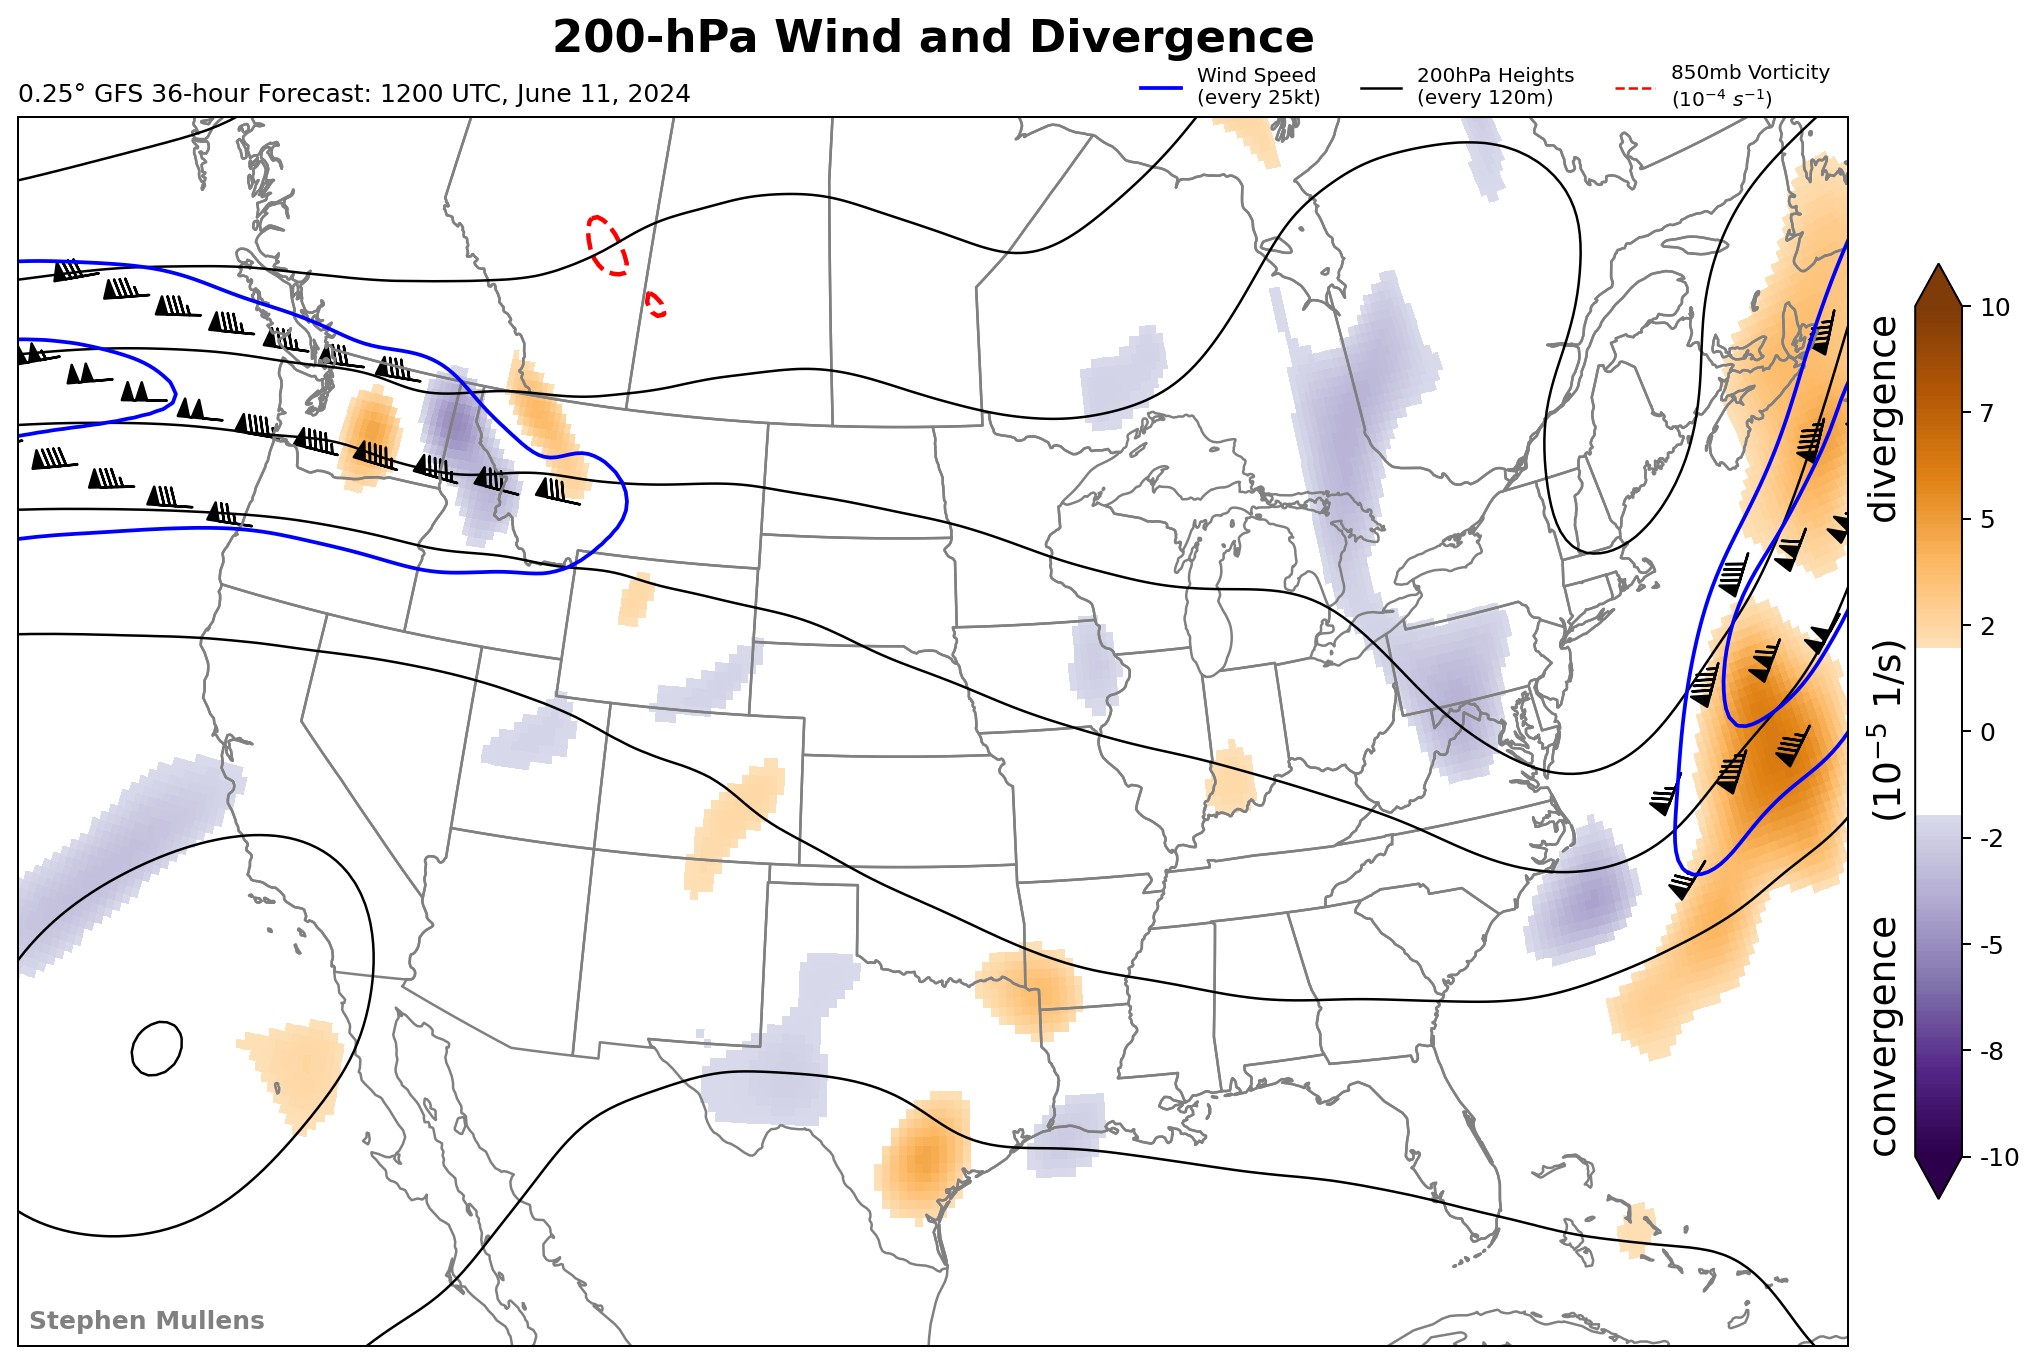 200-hPa Wind and Divergence
0.25° GFS 36-hour Forecast: 1200 UTC, June 11, 2024
Wind Speed
(every 25kt)
200hPa Heights
(every 120m)
850mb Vorticity
(10⁻⁴ s⁻¹)
10
7
5
2
0
-2
-5
-8
-10
convergence (10⁻⁵ 1/s) divergence
Stephen Mullens